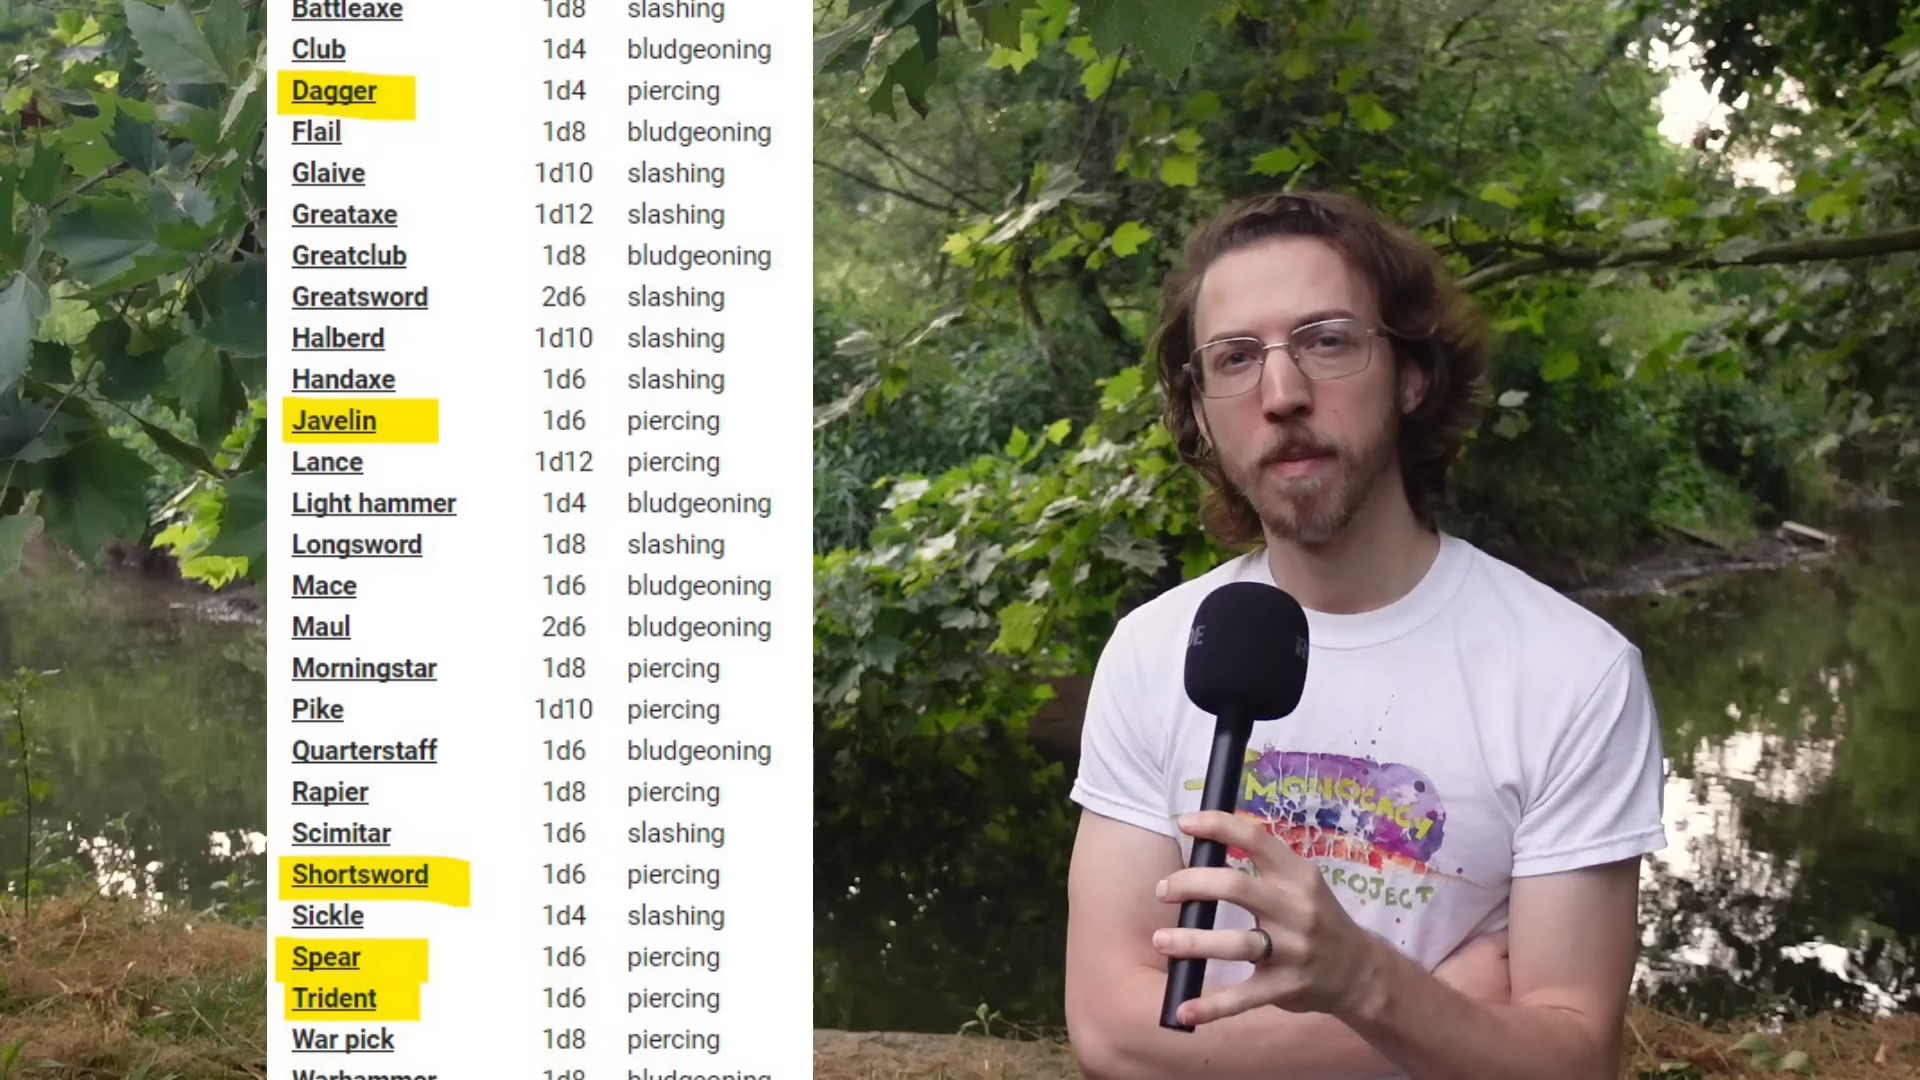 Battleaxe 1d8 slashing
Club 1d4 bludgeoning
Dagger 1d4 piercing
Flail 1d8 bludgeoning
Glaive 1d10 slashing
Greataxe 1d12 slashing
Greatclub 1d8 bludgeoning
Greatsword 2d6 slashing
Halberd 1d10 slashing
Handaxe 1d6 slashing
Javelin 1d6 piercing
Lance 1d12 piercing
Light hammer 1d4 bludgeoning
Longsword 1d8 slashing
Mace 1d6 bludgeoning
Maul 2d6 bludgeoning
Morningstar 1d8 piercing
Pike 1d10 piercing
Quarterstaff 1d6 bludgeoning
Rapier 1d8 piercing
Scimitar 1d6 slashing
Shortsword 1d6 piercing
Sickle 1d4 slashing
Spear 1d6 piercing
Trident 1d6 piercing
War pick 1d8 piercing
Warhammer 1d8 bludgeoning
MONOCACY
PROJECT